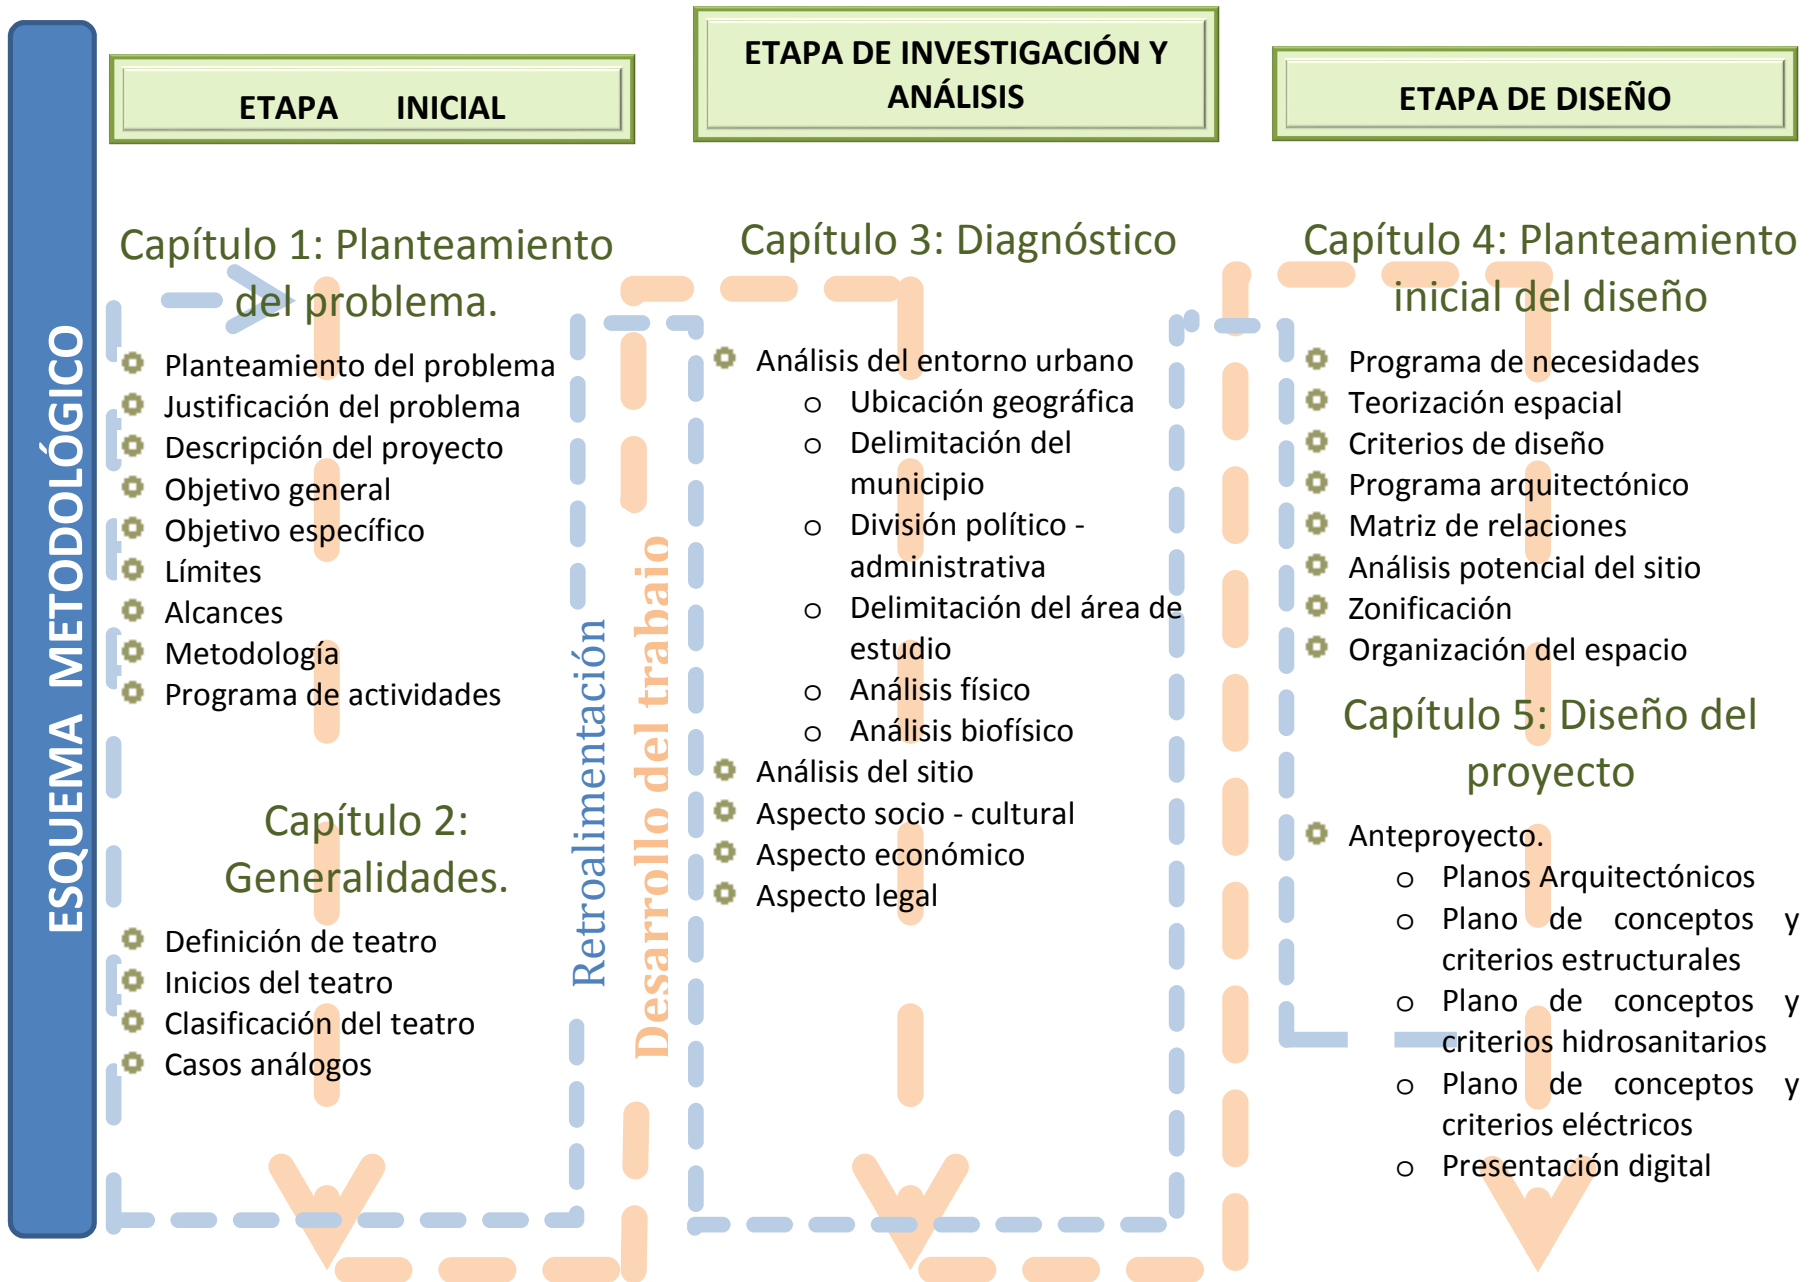 ESQUEMA METODOLÓGICO
ETAPA INICIAL
Capítulo 1: Planteamiento
del problema.
Planteamiento del problema
Justificación del problema
Descripción del proyecto
Objetivo general
Objetivo específico
Límites
Alcances
Metodología
Programa de actividades
Capítulo 2:
Generalidades.
Definición de teatro
Inicios del teatro
Clasificación del teatro
Casos análogos
Retroalimentación
Desarrollo del trabajo
ETAPA DE INVESTIGACIÓN Y
ANÁLISIS
Capítulo 3: Diagnóstico
Análisis del entorno urbano
o Ubicación geográfica
o Delimitación del
municipio
o División político -
administrativa
o Delimitación del área de
estudio
o Análisis físico
o Análisis biofísico
Análisis del sitio
Aspecto socio - cultural
Aspecto económico
Aspecto legal
ETAPA DE DISEÑO
Capítulo 4: Planteamiento
inicial del diseño
Programa de necesidades
Teorización espacial
Criterios de diseño
Programa arquitectónico
Matriz de relaciones
Análisis potencial del sitio
Zonificación
Organización del espacio
Capítulo 5: Diseño del
proyecto
Anteproyecto.
o Planos Arquitectónicos
o Plano de conceptos y
criterios estructurales
o Plano de conceptos y
criterios hidrosanitarios
o Plano de conceptos y
criterios eléctricos
o Presentación digital